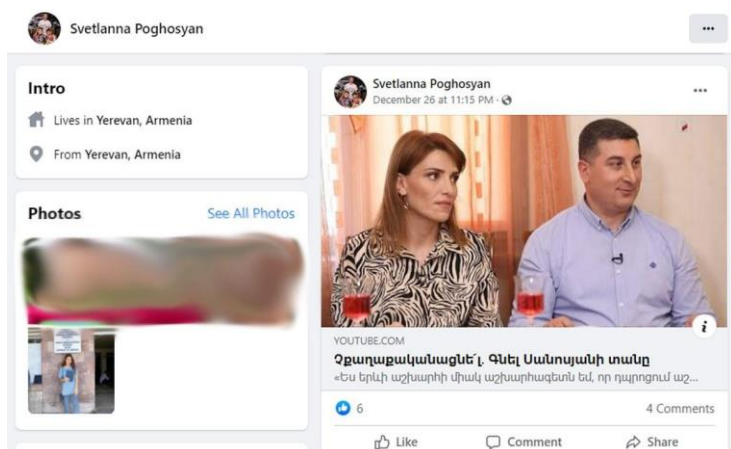 Svetlanna Poghosyan
Intro
Lives in Yerevan, Armenia
From Yerevan, Armenia
Photos
See All Photos
Svetlanna Poghosyan
December 26 at 11:15 PM ·
YOUTUBE.COM
Չքաղաքականացնե՛լ. Գնել Սանոսյանի տանը
«Ես երևի աշխարհի միակ աշխարհագետն եմ, որ դպրոցում աշ...
6
4 Comments
Like
Comment
Share